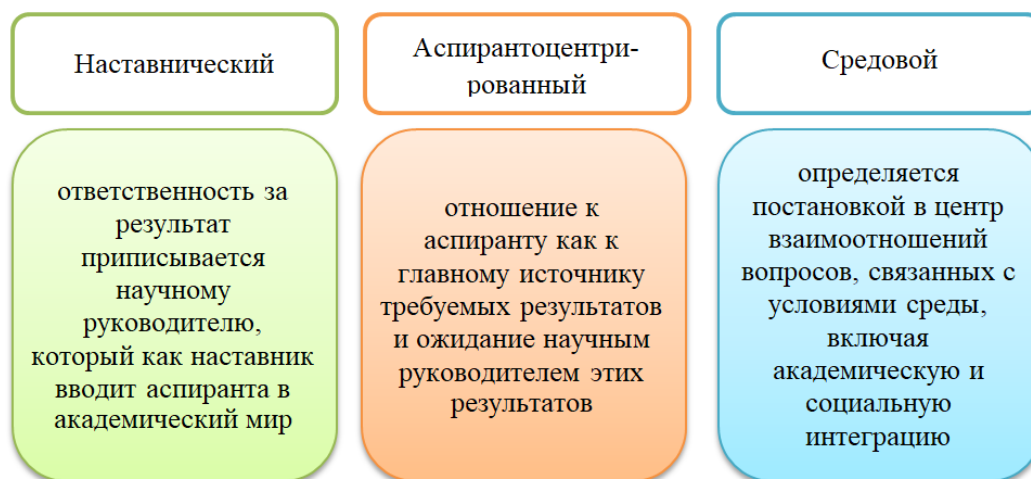 Наставнический
ответственность за
результат
приписывается
научному
руководителю,
который как наставник
вводит аспиранта в
академический мир
Аспирантоцентри-
рованный
отношение к
аспиранту как к
главному источнику
требуемых результатов
и ожидание научным
руководителем этих
результатов
Средовой
определяется
постановкой в центр
взаимоотношений
вопросов, связанных с
условиями среды,
включая
академическую и
социальную
интеграцию